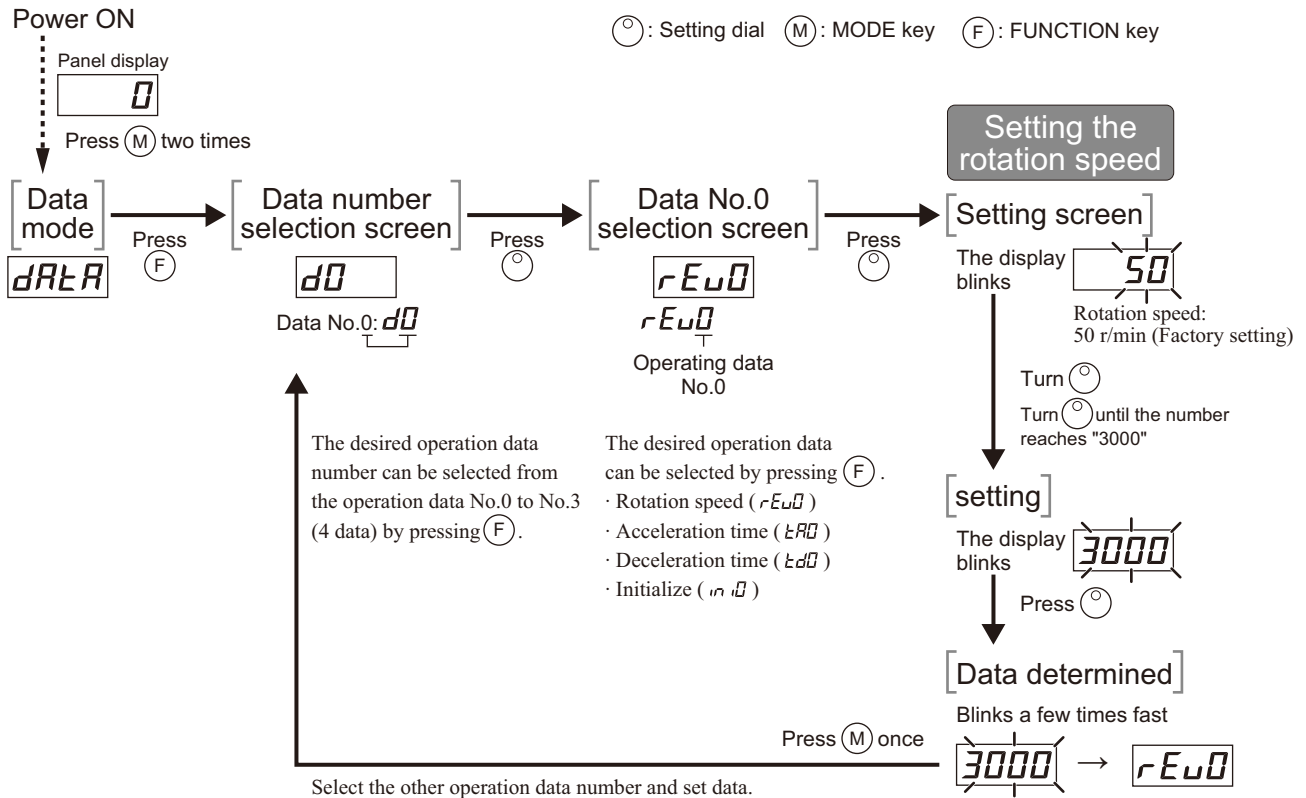 Power ON
: Setting dial (M): MODE key (F): FUNCTION key
Panel display
0
Press (M) two times
Setting the
rotation speed
Data
mode
Press
(F)
dAtA
Data number
selection screen
Press
d0
Data No.0: d0
Data No.0
selection screen
Press
rEv0
rEv0
Operating data
No.0
Setting screen
The display
blinks
50
Rotation speed:
50 r/min (Factory setting)
Turn
Turn until the number
reaches "3000"
The desired operation data
number can be selected from
the operation data No.0 to No.3
(4 data) by pressing (F).
The desired operation data
can be selected by pressing (F).
· Rotation speed ( rEv0 )
· Acceleration time ( tA0 )
· Deceleration time ( td0 )
· Initialize ( ini0 )
setting
The display
blinks
3000
Press
Data determined
Blinks a few times fast
Press (M) once
3000 → rEv0
Select the other operation data number and set data.